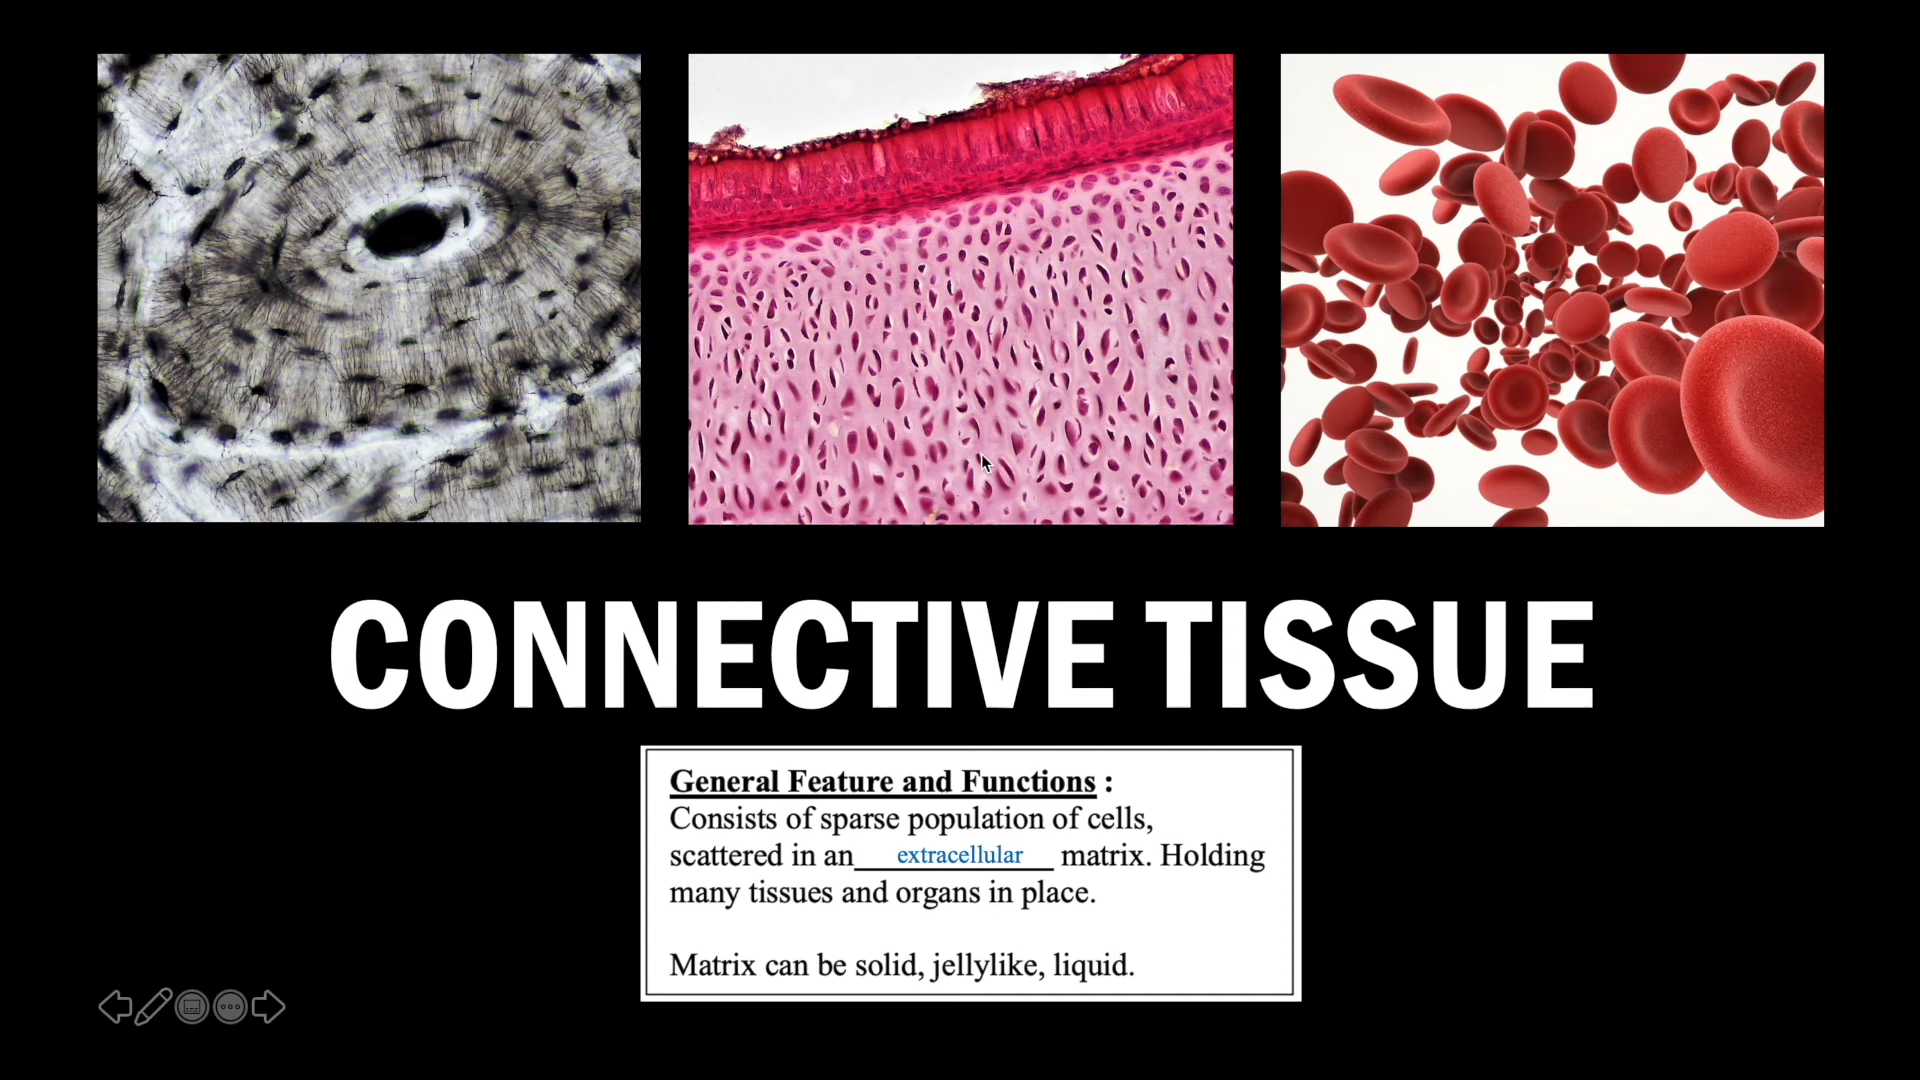 CONNECTIVE TISSUE
General Feature and Functions :
Consists of sparse population of cells,
scattered in an extracellular matrix. Holding
many tissues and organs in place.
Matrix can be solid, jellylike, liquid.